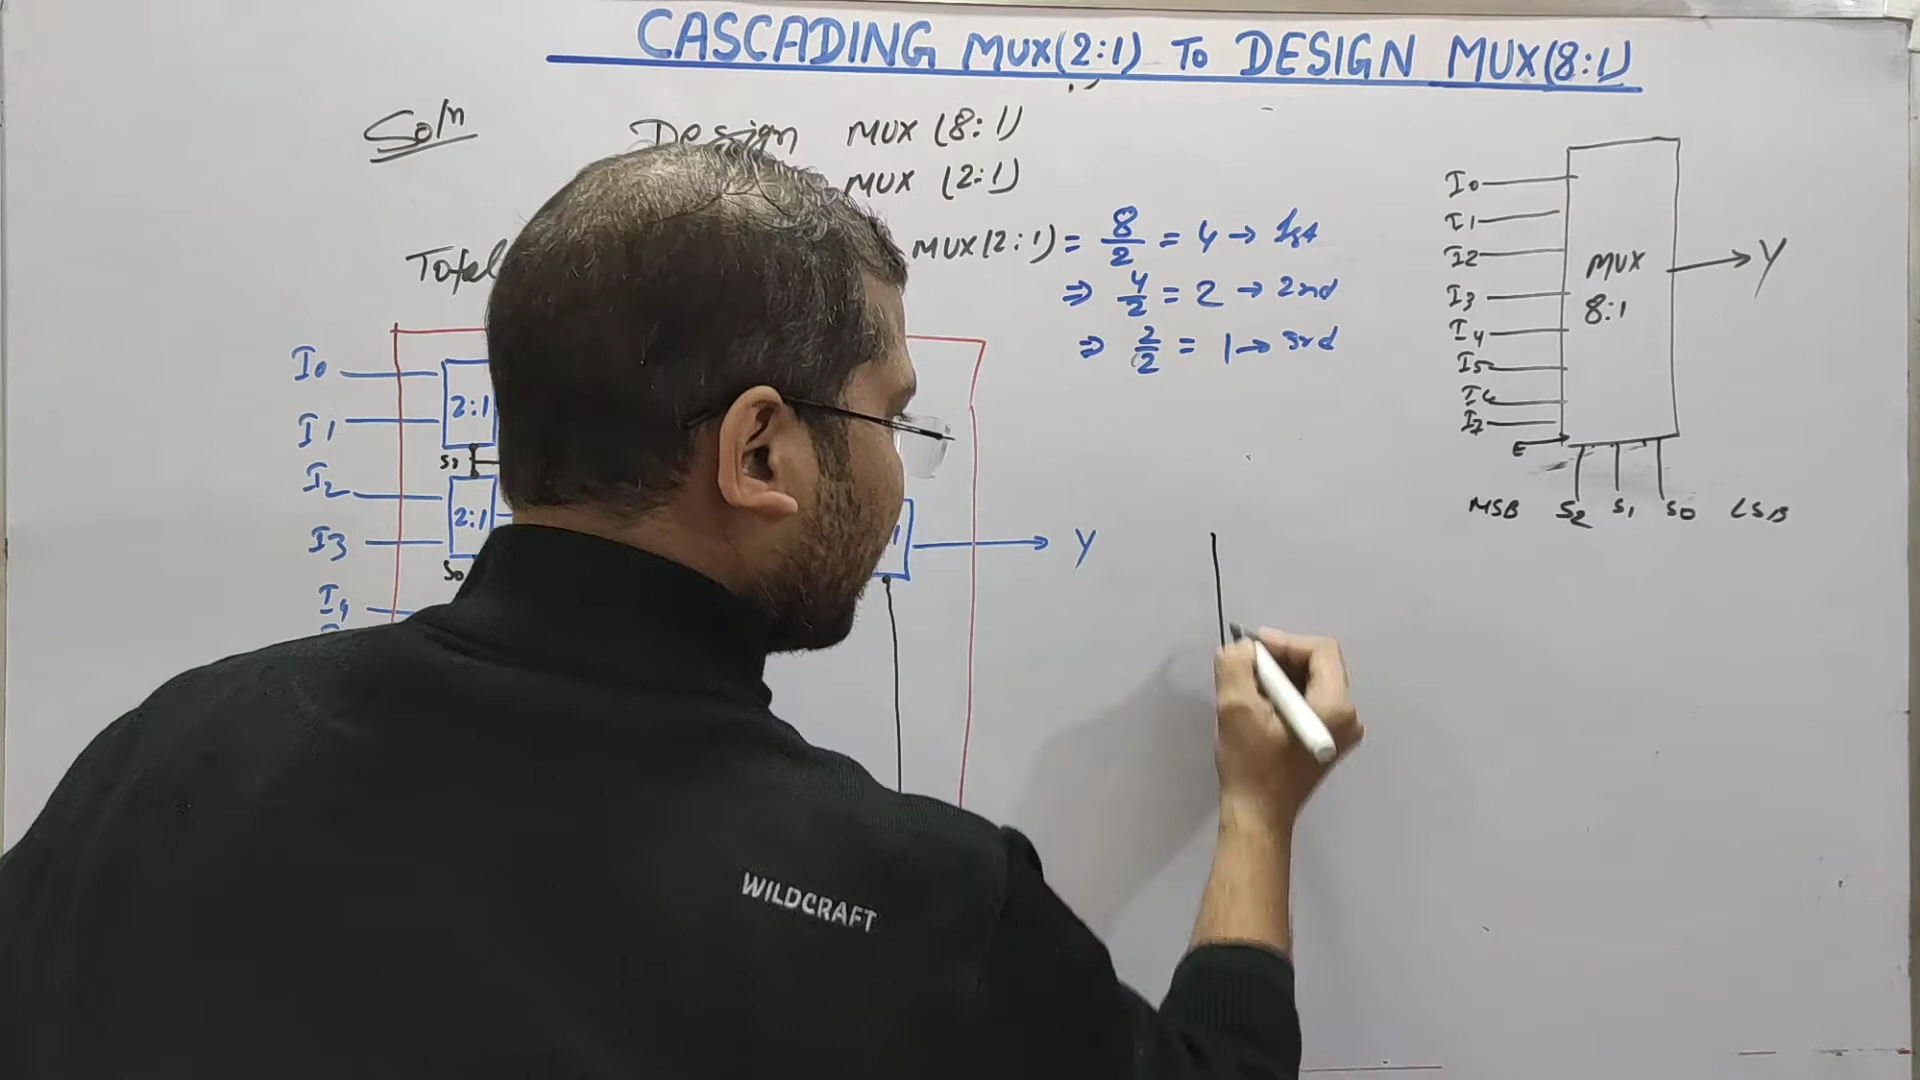 CASCADING MUX(2:1) TO DESIGN MUX(8:1)
Soln
Design MUX (8:1)
MUX (2:1)
Total
MUX(2:1) = 8/2 = 4 → 1st
⇒ 4/2 = 2 → 2nd
⇒ 2/2 = 1 → 3rd
I0
I1
2:1
I2
I3
2:1
S0
I4
Y
I0
I1
I2
I3
I4
I5
I6
I7
E
MUX
8:1
Y
MSB S2 S1 S0 LSB
WILDCRAFT